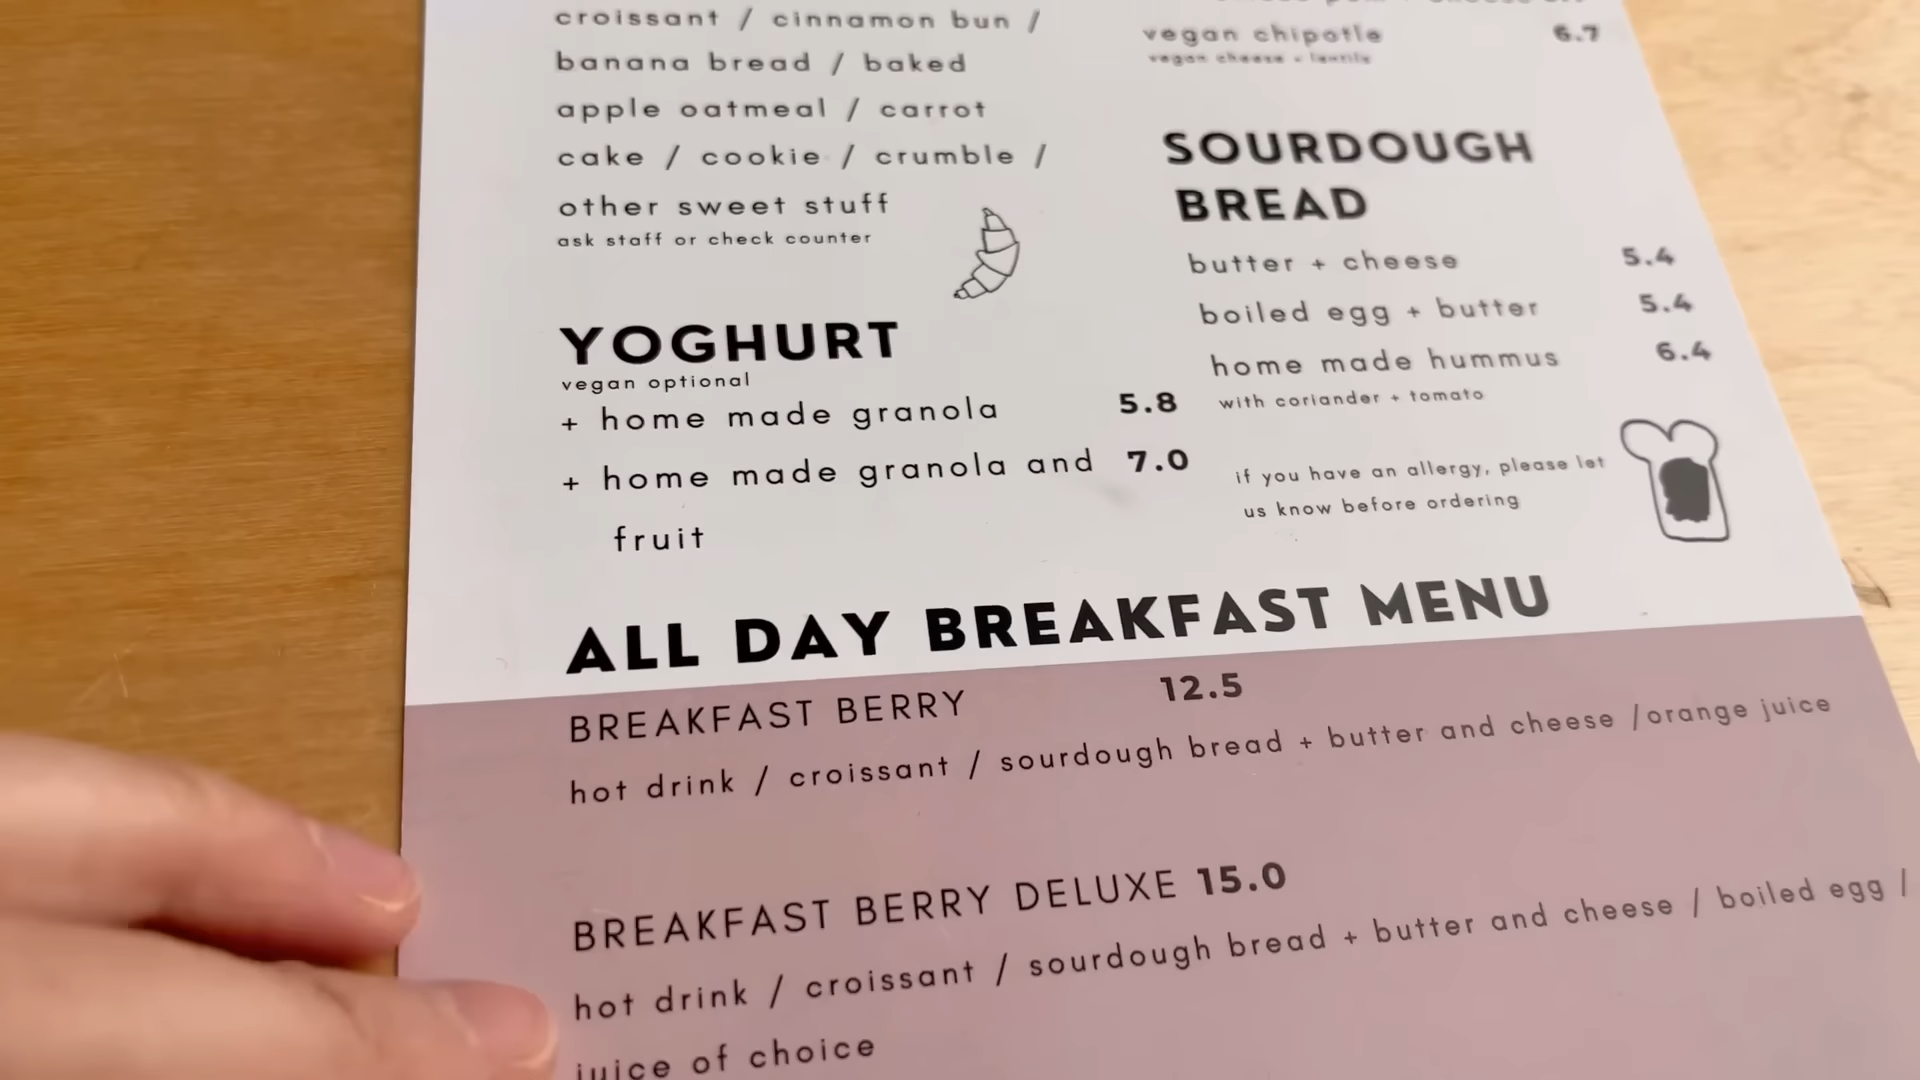 croissant / cinnamon bun /
banana bread / baked
apple oatmeal / carrot
cake / cookie / crumble /
other sweet stuff
ask staff or check counter
YOGHURT
vegan optional
+ home made granola 5.8
+ home made granola and 7.0
fruit
vegan chipotle 6.7
vegan cheese + lentils
SOURDOUGH
BREAD
butter + cheese 5.4
boiled egg + butter 5.4
home made hummus 6.4
with coriander + tomato
if you have an allergy, please let
us know before ordering
ALL DAY BREAKFAST MENU
BREAKFAST BERRY 12.5
hot drink / croissant / sourdough bread + butter and cheese /orange juice
BREAKFAST BERRY DELUXE 15.0
hot drink / croissant / sourdough bread + butter and cheese / boiled egg /
juice of choice